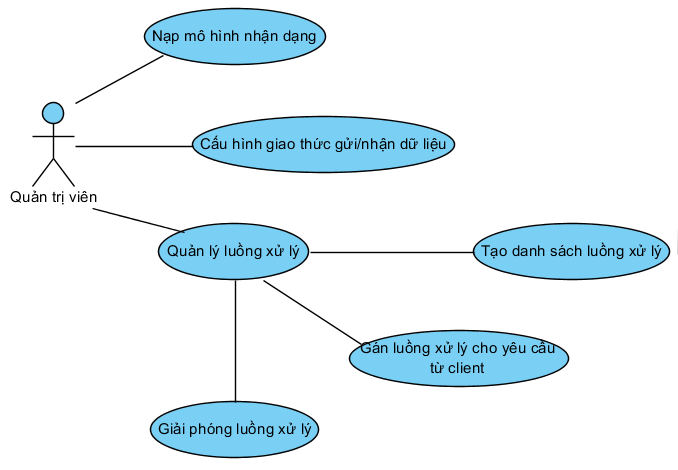 Nạp mô hình nhận dạng
Cấu hình giao thức gửi/nhận dữ liệu
Quản trị viên
Quản lý luồng xử lý
Tạo danh sách luồng xử lý
Gán luồng xử lý cho yêu cầu
từ client
Giải phóng luồng xử lý